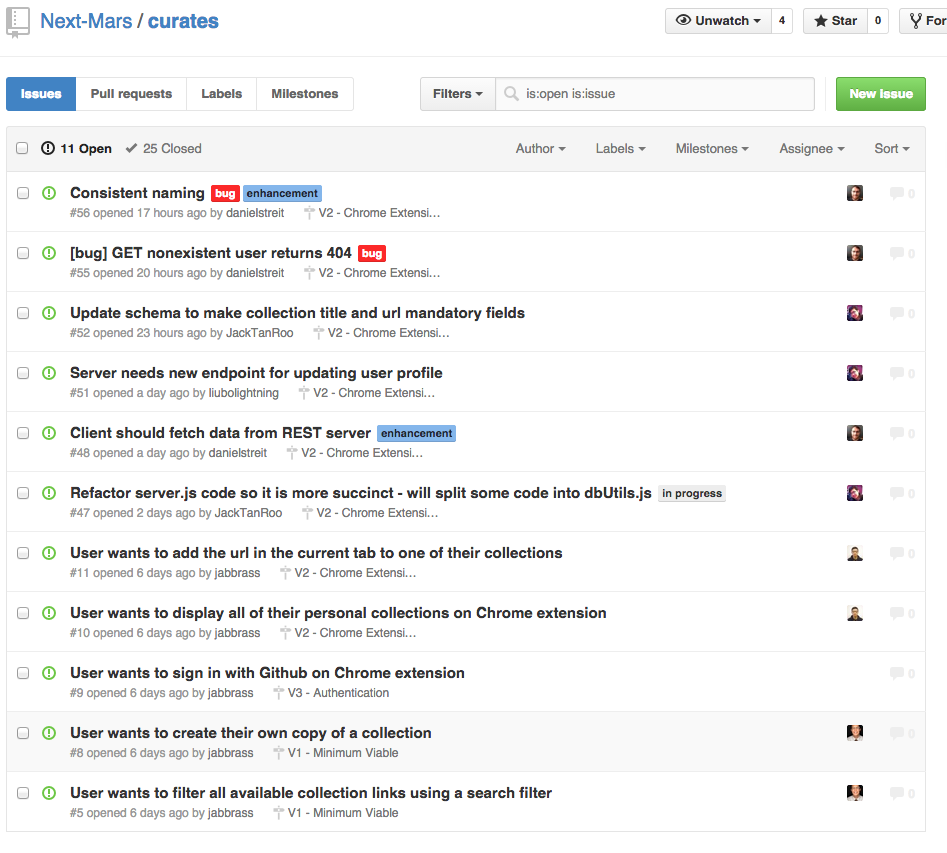 Next-Mars / curates
Unwatch 4 Star 0 For
Issues Pull requests Labels Milestones Filters is:open is:issue New Issue
11 Open 25 Closed Author Labels Milestones Assignee Sort
Consistent naming bug enhancement 0
#56 opened 17 hours ago by danielstreit V2 - Chrome Extensi…
[bug] GET nonexistent user returns 404 bug 0
#55 opened 20 hours ago by danielstreit V2 - Chrome Extensi…
Update schema to make collection title and url mandatory fields 0
#52 opened 23 hours ago by JackTanRoo V2 - Chrome Extensi…
Server needs new endpoint for updating user profile 0
#51 opened a day ago by liubolightning V2 - Chrome Extensi…
Client should fetch data from REST server enhancement 0
#48 opened a day ago by danielstreit V2 - Chrome Extensi…
Refactor server.js code so it is more succinct - will split some code into dbUtils.js in progress 0
#47 opened 2 days ago by JackTanRoo V2 - Chrome Extensi…
User wants to add the url in the current tab to one of their collections 0
#11 opened 6 days ago by jabbrass V2 - Chrome Extensi…
User wants to display all of their personal collections on Chrome extension 0
#10 opened 6 days ago by jabbrass V2 - Chrome Extensi…
User wants to sign in with Github on Chrome extension 0
#9 opened 6 days ago by jabbrass V3 - Authentication
User wants to create their own copy of a collection 0
#8 opened 6 days ago by jabbrass V1 - Minimum Viable
User wants to filter all available collection links using a search filter 0
#5 opened 6 days ago by jabbrass V1 - Minimum Viable